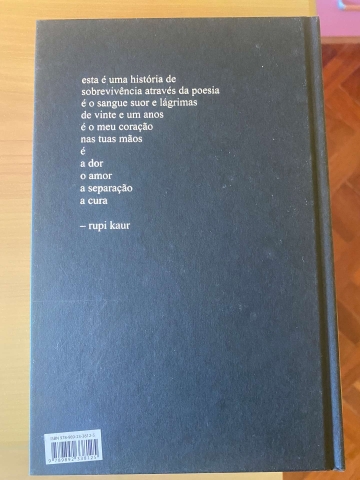 esta é uma história de
sobrevivência através da poesia
é o sangue suor e lágrimas
de vinte e um anos
é o meu coração
nas tuas mãos
é
a dor
o amor
a separação
a cura
– rupi kaur
ISBN